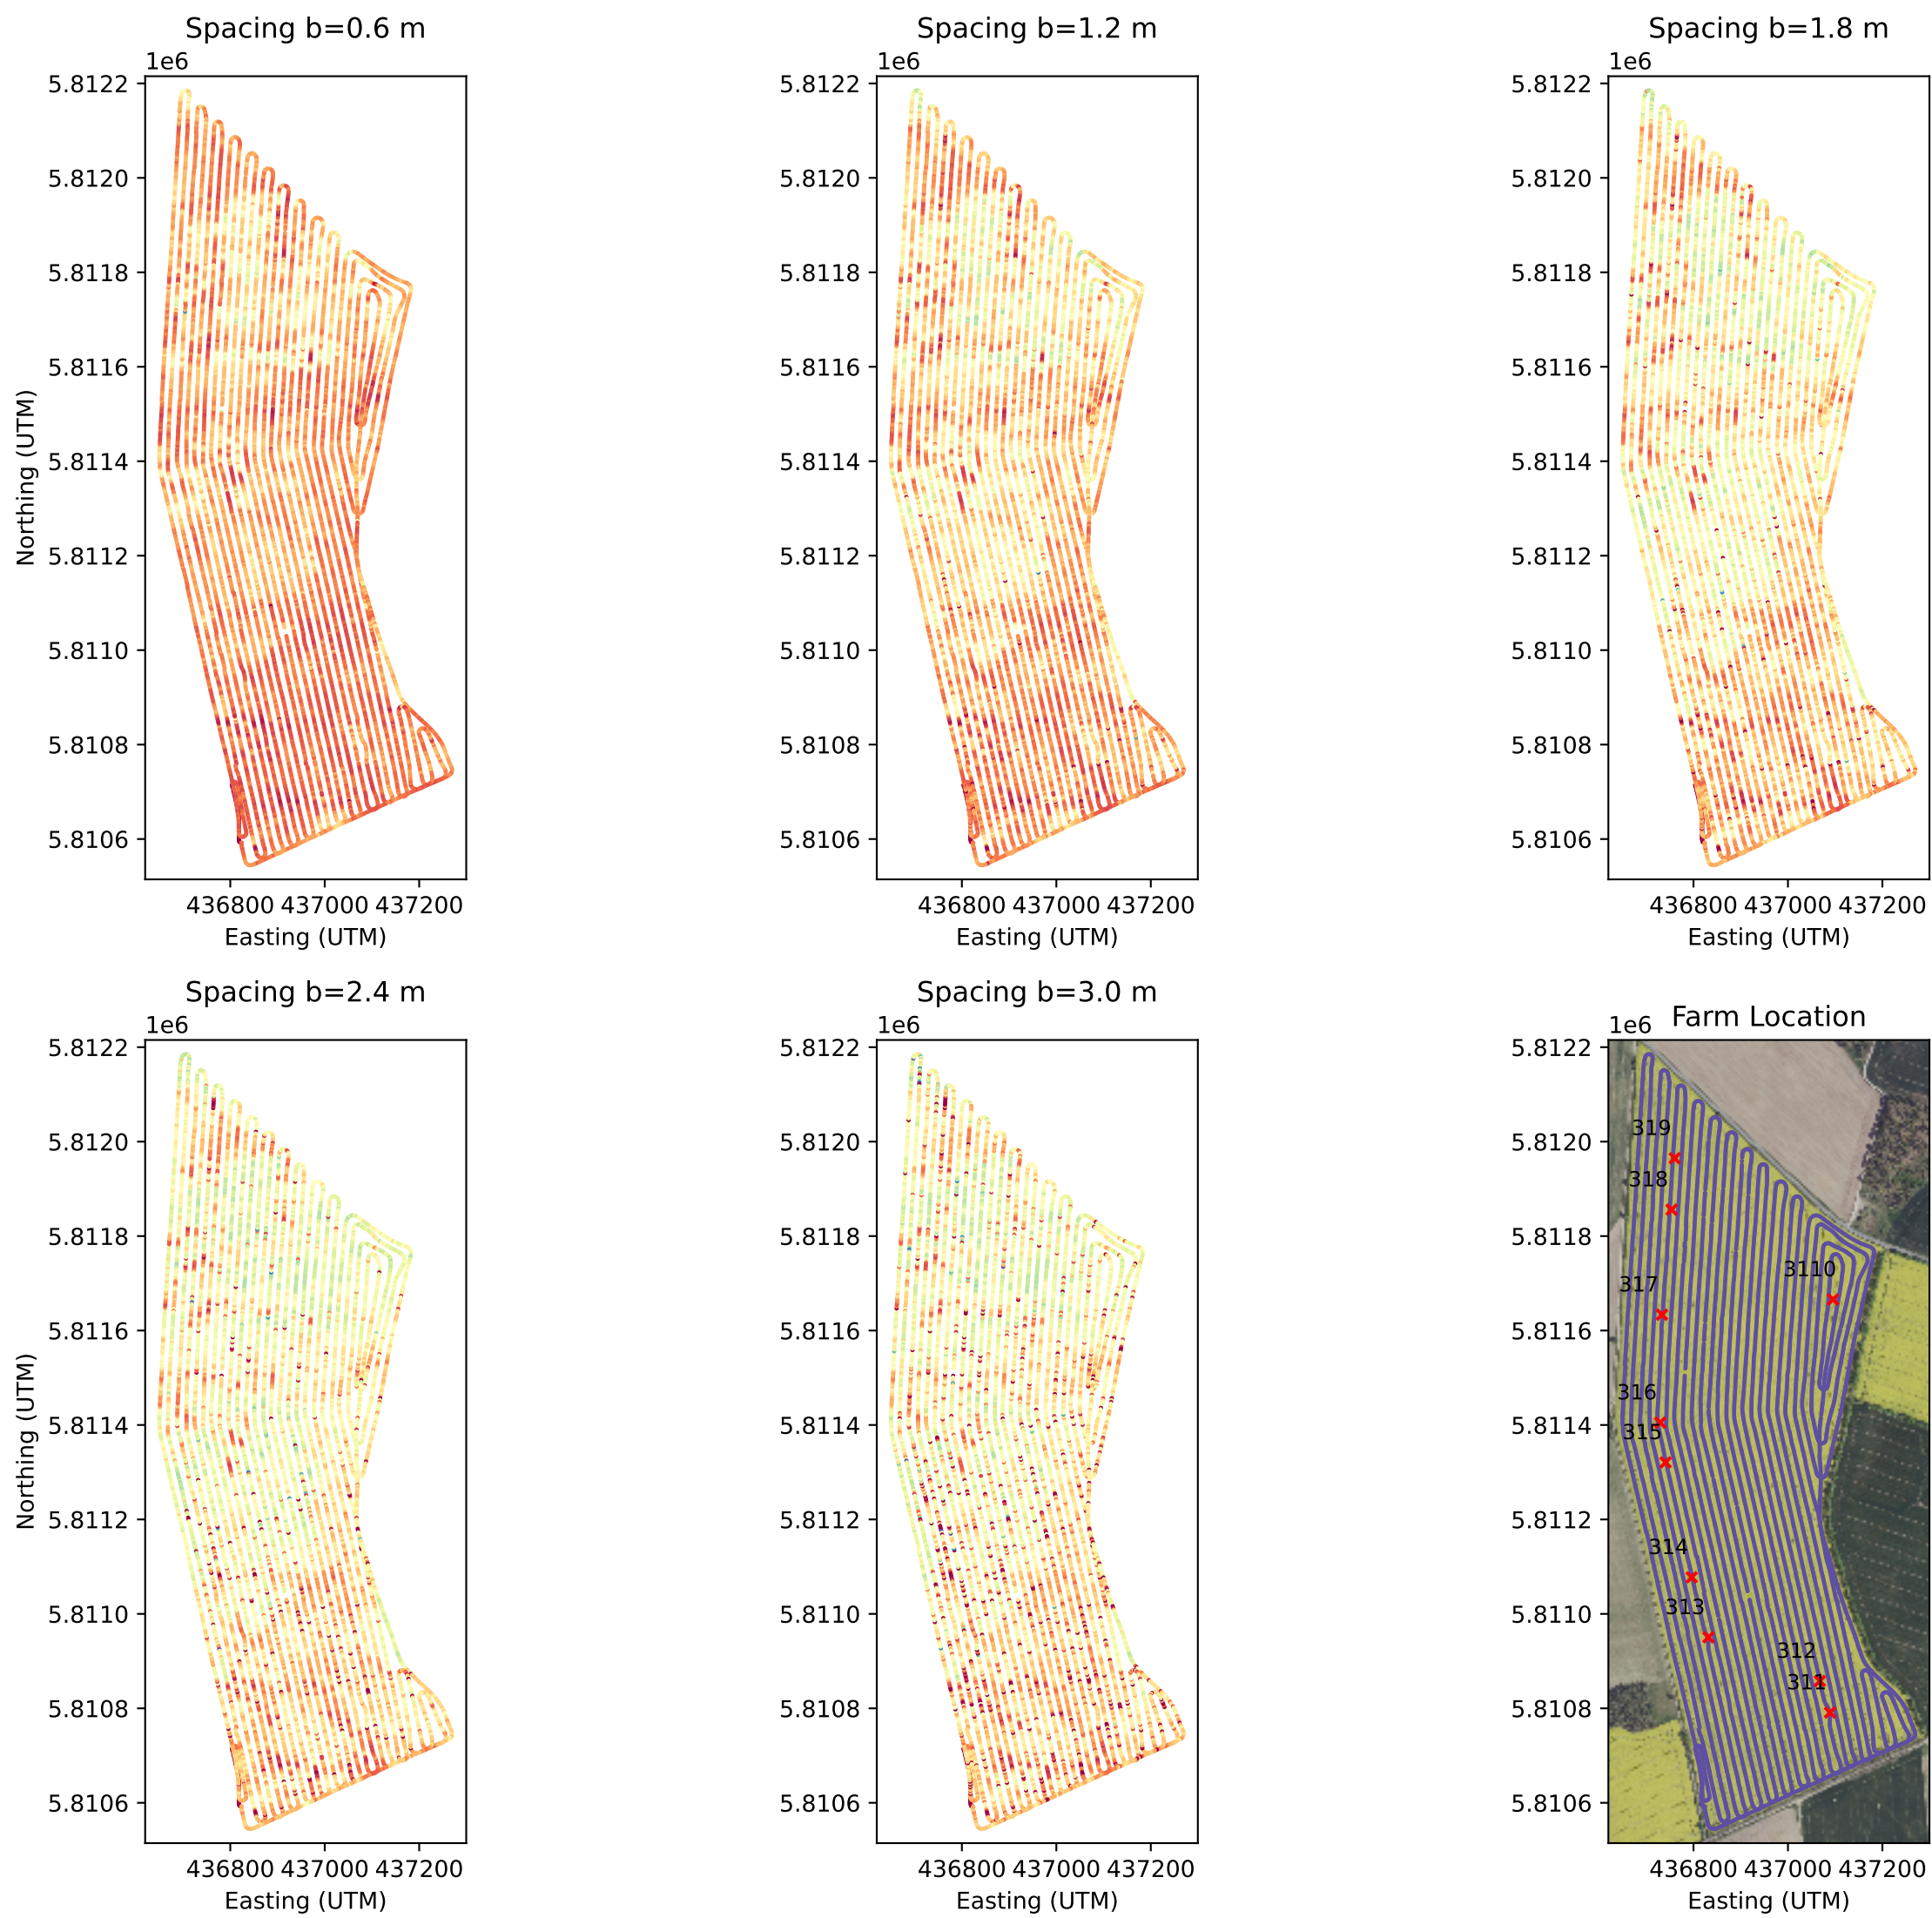 Spacing b=0.6 m
1e6
5.8122
5.8120
5.8118
5.8116
5.8114
5.8112
5.8110
5.8108
5.8106
Northing (UTM)
436800 437000 437200
Easting (UTM)
Spacing b=1.2 m
1e6
5.8122
5.8120
5.8118
5.8116
5.8114
5.8112
5.8110
5.8108
5.8106
436800 437000 437200
Easting (UTM)
Spacing b=1.8 m
1e6
5.8122
5.8120
5.8118
5.8116
5.8114
5.8112
5.8110
5.8108
5.8106
436800 437000 437200
Easting (UTM)
Spacing b=2.4 m
1e6
5.8122
5.8120
5.8118
5.8116
5.8114
5.8112
5.8110
5.8108
5.8106
Northing (UTM)
436800 437000 437200
Easting (UTM)
Spacing b=3.0 m
1e6
5.8122
5.8120
5.8118
5.8116
5.8114
5.8112
5.8110
5.8108
5.8106
436800 437000 437200
Easting (UTM)
Farm Location
1e6
5.8122
5.8120
5.8118
5.8116
5.8114
5.8112
5.8110
5.8108
5.8106
319
318
3110
317
316
315
314
313
312
311
436800 437000 437200
Easting (UTM)